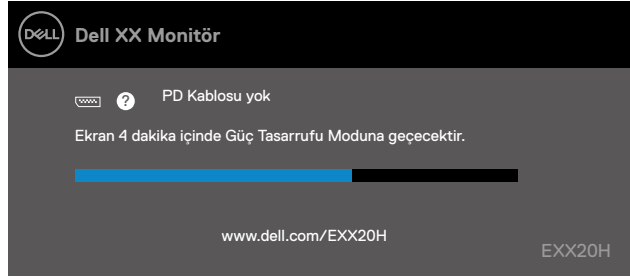 DELL Dell XX Monitör
? PD Kablosu yok
Ekran 4 dakika içinde Güç Tasarrufu Moduna geçecektir.
www.dell.com/EXX20H
EXX20H